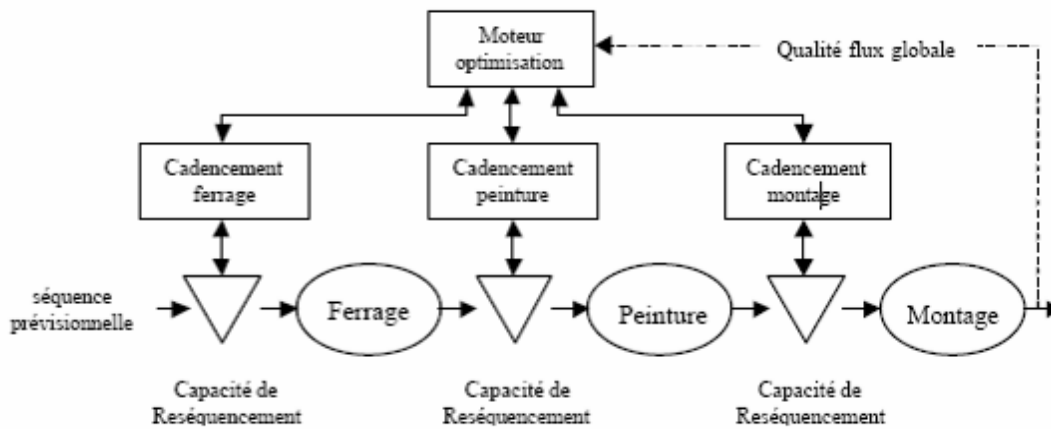 Moteur
optimisation
Qualité flux globale
Cadencement
ferrage
Cadencement
peinture
Cadencement
montage
séquence
prévisionnelle
Ferrage
Peinture
Montage
Capacité de
Reséquencement
Capacité de
Reséquencement
Capacité de
Reséquencement